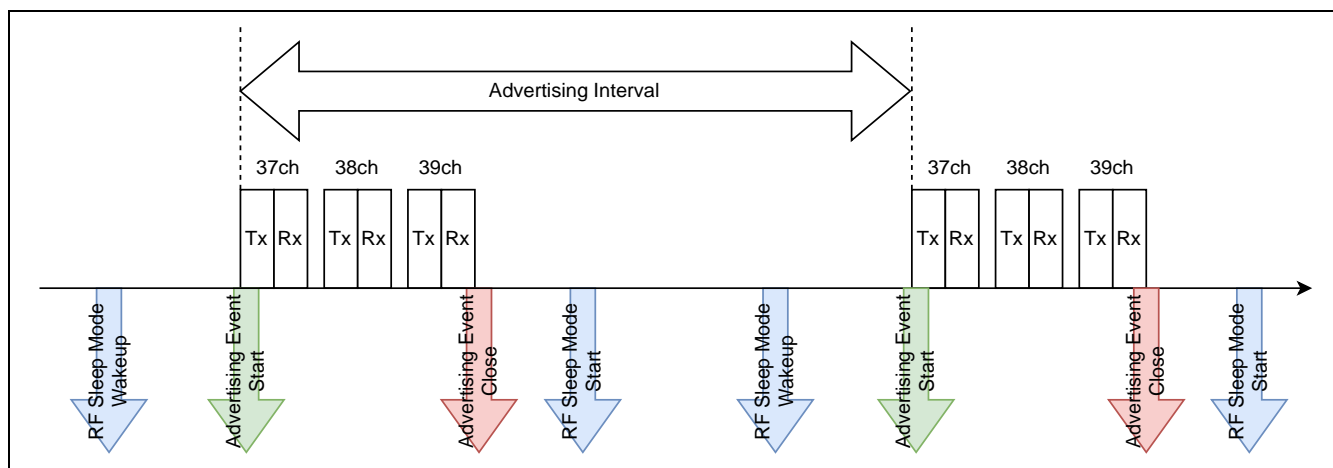 Advertising Interval
37ch 38ch 39ch 37ch 38ch 39ch
Tx Rx Tx Rx Tx Rx Tx Rx Tx Rx Tx Rx
RF Sleep Mode
Wakeup
Advertising Event
Start
Advertising Event
Close
RF Sleep Mode
Start
RF Sleep Mode
Wakeup
Advertising Event
Start
Advertising Event
Close
RF Sleep Mode
Start